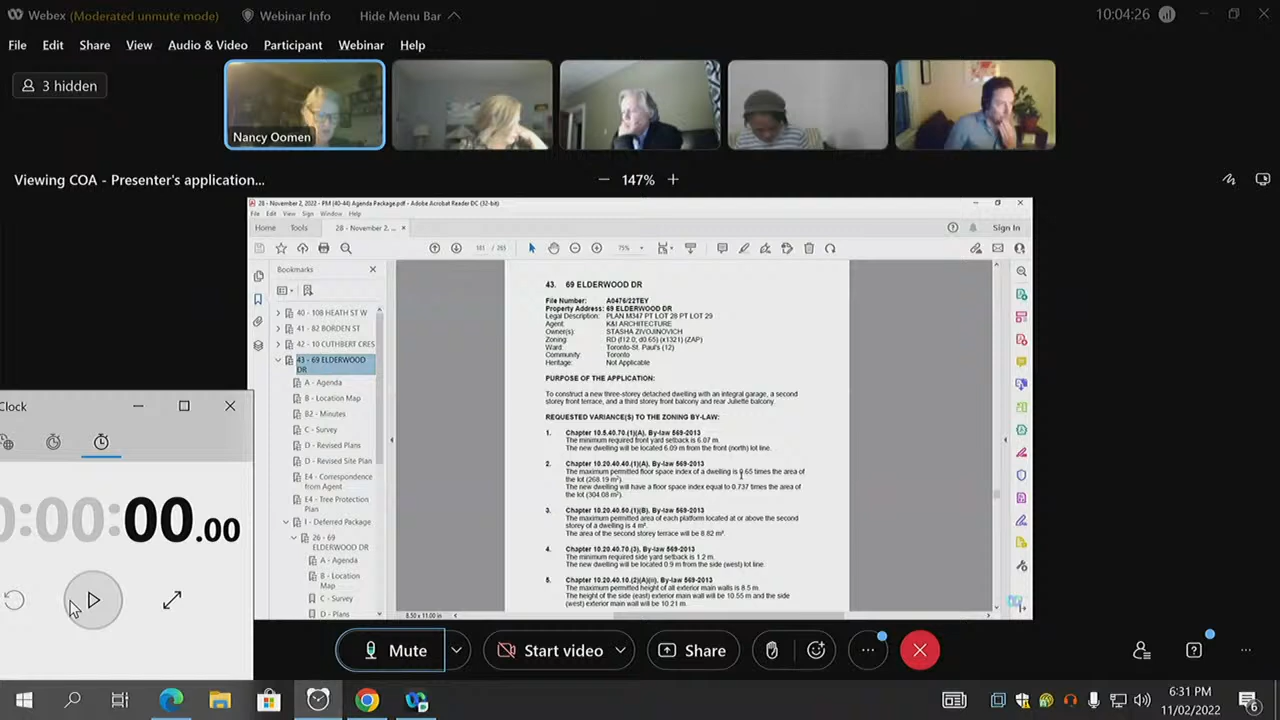 Webex (Moderated unmute mode) Webinar Info Hide Menu Bar 10:04:26
File Edit Share View Audio & Video Participant Webinar Help
3 hidden
Nancy Oomen
Viewing COA - Presenter's application...
147%
28 - November 2, 2022 - PM (40-44) Agenda Package.pdf - Adobe Acrobat Reader DC (32-bit)
File Edit View Sign Window Help
Home Tools 28 - November 2, ... × Sign In
181 / 265 75%
Bookmarks
40 - 108 HEATH ST W
41 - 82 BORDEN ST
42 - 10 CUTHBERT CRES
43 - 69 ELDERWOOD
DR
A - Agenda
B - Location Map
B2 - Minutes
C - Survey
D - Revised Plans
D - Revised Site Plan
E4 - Correspondence
from Agent
E4 - Tree Protection
Plan
I - Deferred Package
26 - 69
ELDERWOOD DR
A - Agenda
B - Location
Map
C - Survey
D - Plans
43. 69 ELDERWOOD DR
File Number: A0476/22TEY
Property Address: 69 ELDERWOOD DR
Legal Description: PLAN M347 PT LOT 28 PT LOT 29
Agent: K&I ARCHITECTURE
Owner(s): STASHA ZIVOJINOVICH
Zoning: RD (f12.0, d0.65) (x1321) (ZAP)
Ward: Toronto-St. Paul's (12)
Community: Toronto
Heritage: Not Applicable
PURPOSE OF THE APPLICATION:
To construct a new three-storey detached dwelling with an integral garage, a second
storey front terrace, and a third storey front balcony and rear Juliette balcony.
REQUESTED VARIANCE(S) TO THE ZONING BY-LAW:
1. Chapter 10.5.40.70.(1)(A), By-law 569-2013
The minimum required front yard setback is 6.07 m.
The new dwelling will be located 6.09 m from the front (north) lot line.
2. Chapter 10.20.40.40.(1)(A), By-law 569-2013
The maximum permitted floor space index of a dwelling is 0.65 times the area of
the lot (268.19 m²).
The new dwelling will have a floor space index equal to 0.737 times the area of
the lot (304.08 m²).
3. Chapter 10.20.40.50.(1)(B), By-law 569-2013
The maximum permitted area of each platform located at or above the second
storey of a dwelling is 4 m².
The area of the second storey terrace will be 8.82 m².
4. Chapter 10.20.40.70.(3), By-law 569-2013
The minimum required side yard setback is 1.2 m.
The new dwelling will be located 0.9 m from the side (west) lot line.
5. Chapter 10.20.40.10.(2)(A)(ii), By-law 569-2013
The maximum permitted height of all exterior main walls is 8.5 m.
The height of the side (east) exterior main wall will be 10.55 m and the side
(west) exterior main wall will be 10.21 m.
8.50 x 11.00 in
Clock
0:00:00.00
Mute Start video Share
6:31 PM
11/02/2022
6